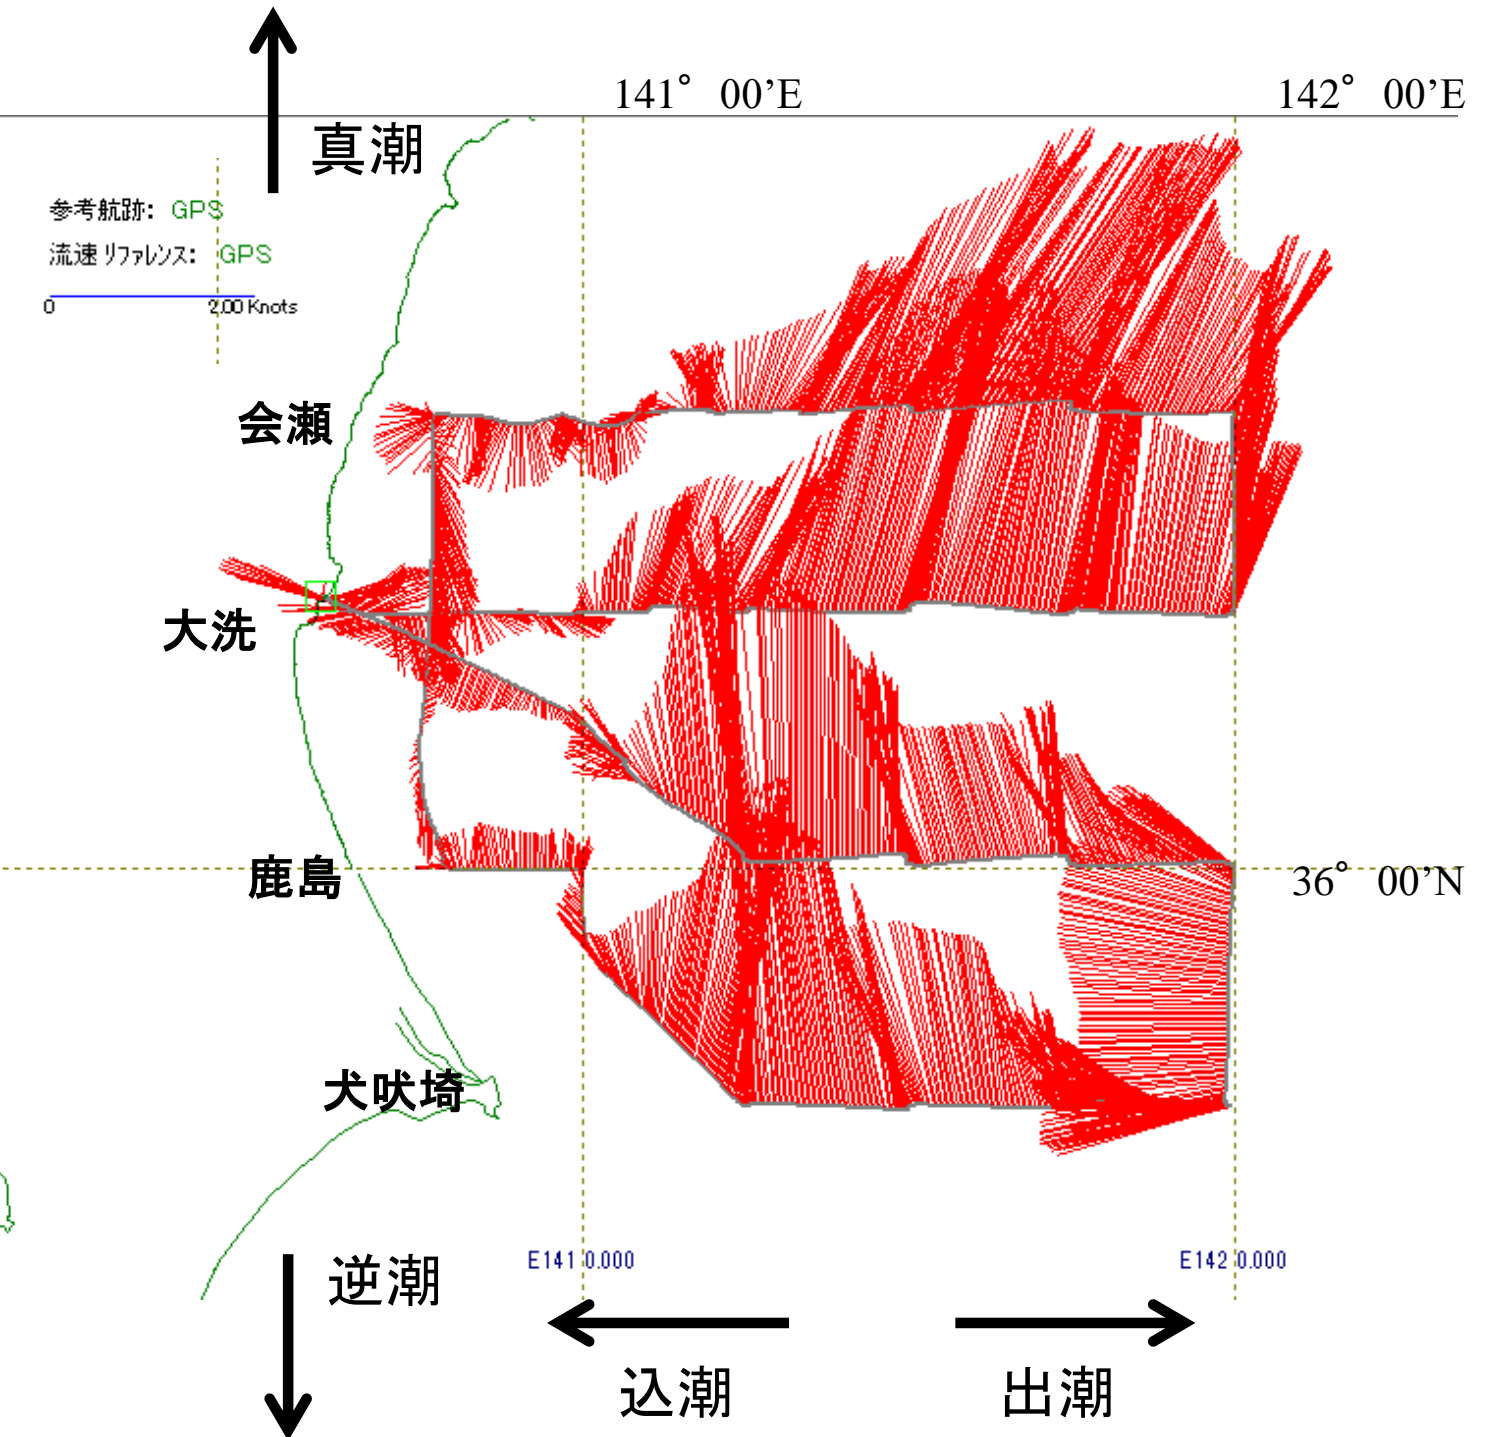 141° 00’E
142° 00’E
真潮
参考航跡: GPS
流速リファレンス: GPS
0 2.00 Knots
会瀬
大洗
鹿島
36° 00’N
犬吠埼
逆潮
E141 0.000
E142 0.000
込潮
出潮